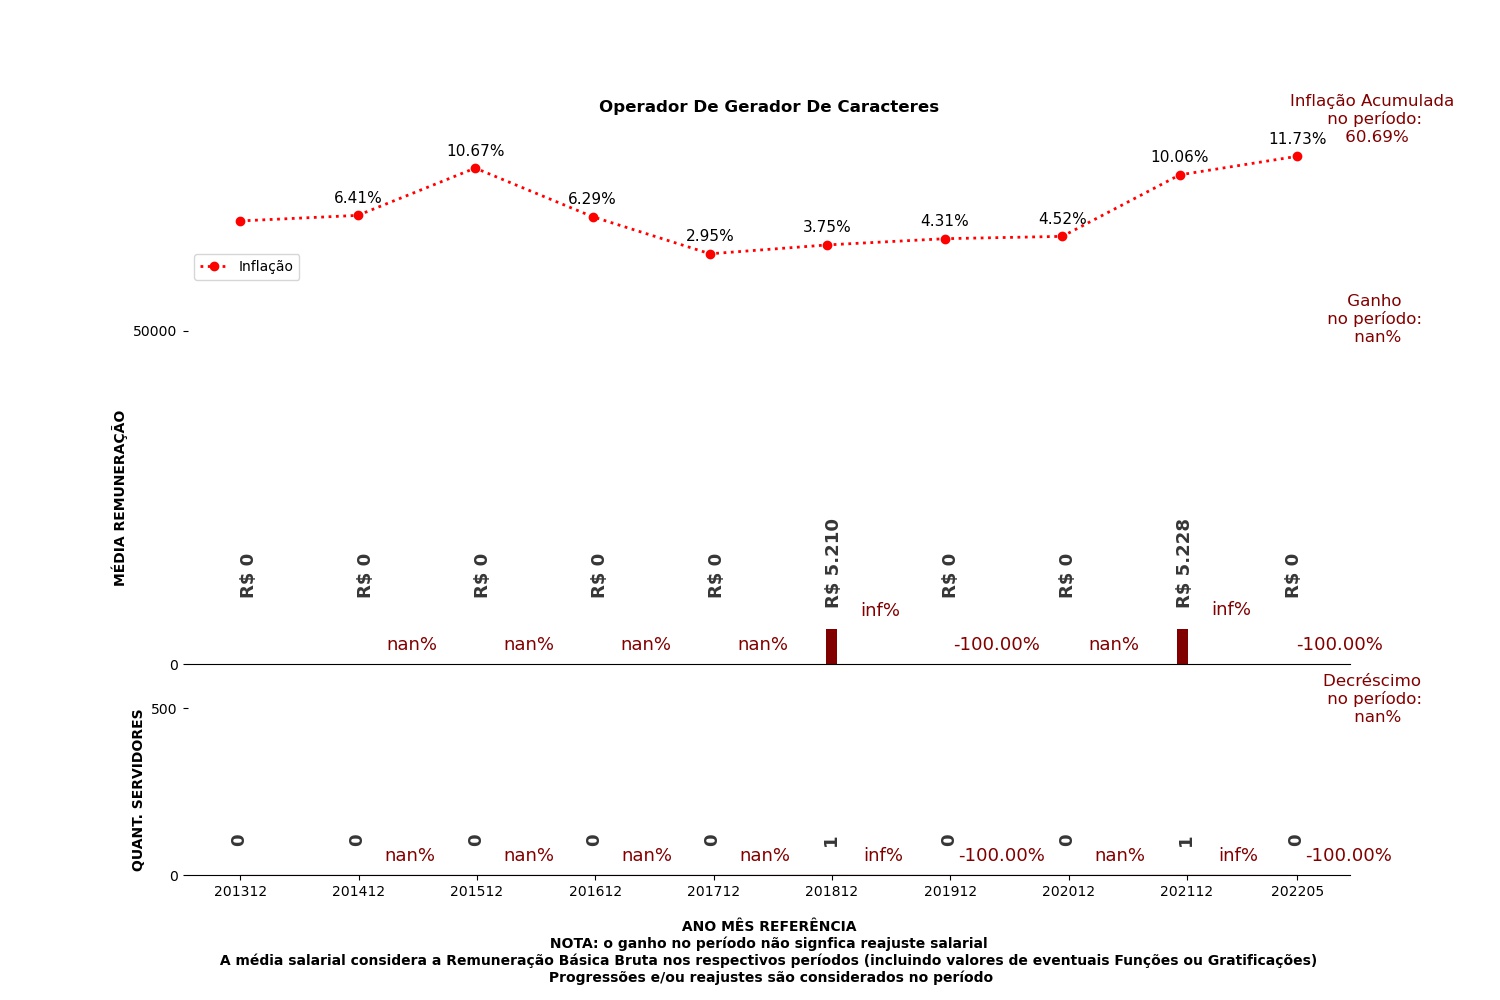 Operador De Gerador De Caracteres
Inflação Acumulada
no período:
60.69%
6.41%
10.67%
6.29%
2.95%
3.75%
4.31%
4.52%
10.06%
11.73%
Inflação
Ganho
no período:
nan%
50000
0
MÉDIA REMUNERAÇÃO
R$ 0
R$ 0
R$ 0
R$ 0
R$ 0
R$ 5.210
R$ 0
R$ 0
R$ 5.228
R$ 0
nan%
nan%
nan%
nan%
inf%
-100.00%
nan%
inf%
-100.00%
Decréscimo
no período:
nan%
500
0
QUANT. SERVIDORES
0
0
0
0
0
1
0
0
1
0
nan%
nan%
nan%
nan%
inf%
-100.00%
nan%
inf%
-100.00%
201312
201412
201512
201612
201712
201812
201912
202012
202112
202205
ANO MÊS REFERÊNCIA
NOTA: o ganho no período não signfica reajuste salarial
A média salarial considera a Remuneração Básica Bruta nos respectivos períodos (incluindo valores de eventuais Funções ou Gratificações)
Progressões e/ou reajustes são considerados no período